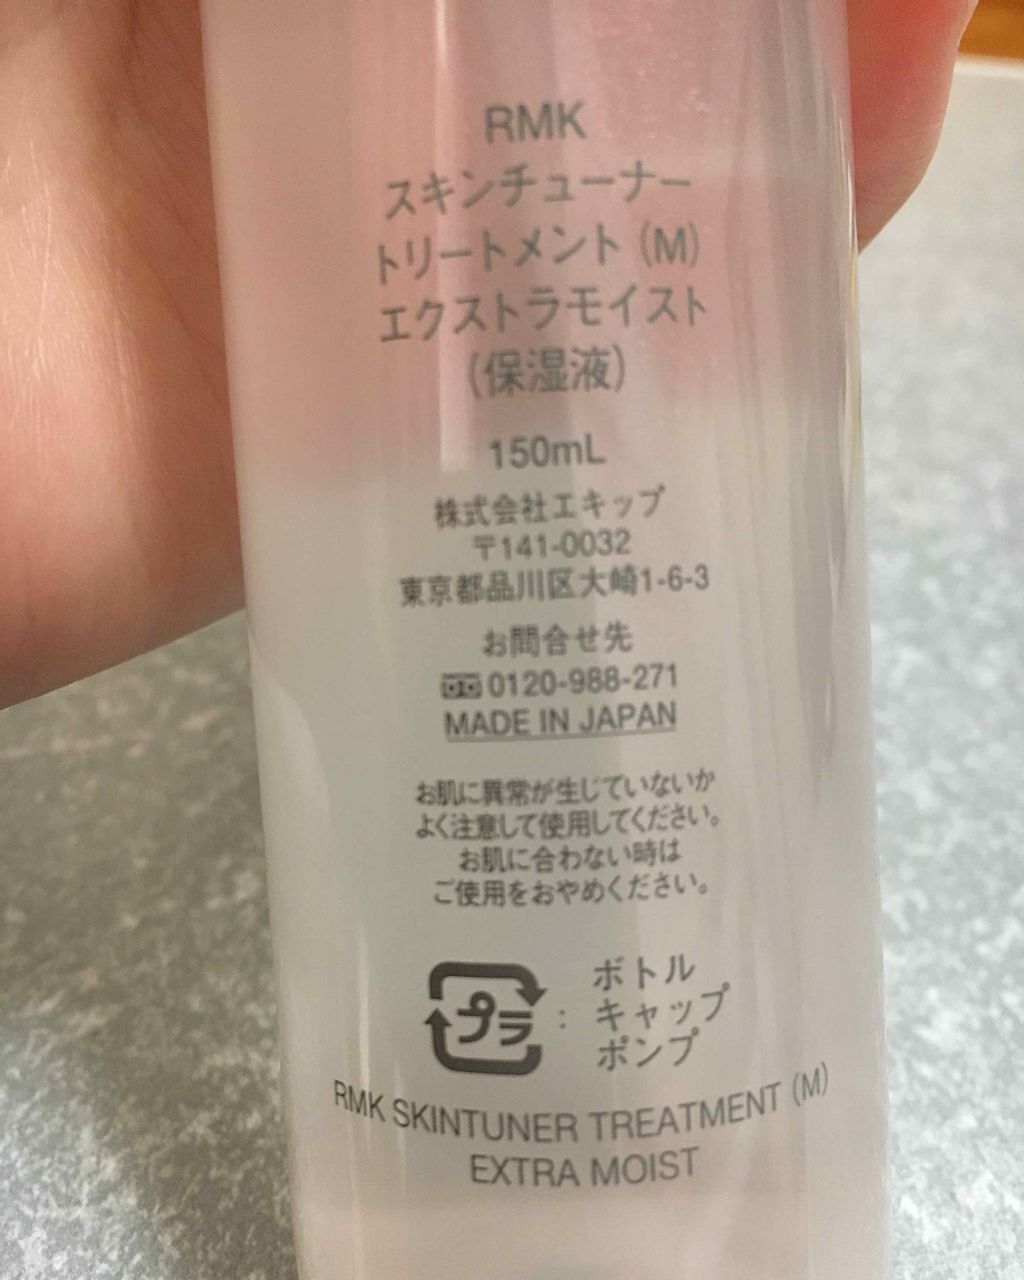 RMK
スキンチューナー
トリートメント (M)
エクストラモイスト
(保湿液)
150mL
株式会社エキップ
〒141-0032
東京都品川区大崎1-6-3
お問合せ先
0120-988-271
MADE IN JAPAN
お肌に異常が生じていないか
よく注意して使用してください。
お肌に合わない時は
ご使用をおやめください。
プラ : ボトル
キャップ
ポンプ
RMK SKINTUNER TREATMENT (M)
EXTRA MOIST